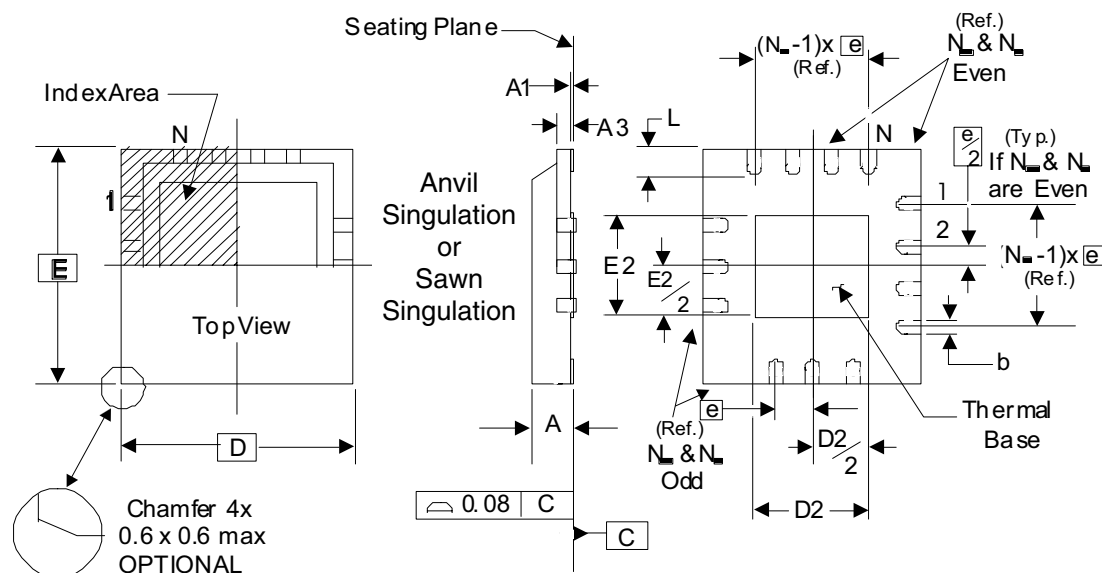 Seating Plane
(Ref.)
(N -1)x e
(Ref.)
N & N
Even
A1
Index Area
L
A3
N
N
e/2
(Typ.)
If N & N
are Even
1
1
2
Anvil
Singulation
or
Sawn
Singulation
E
E2
E2/2
(N -1)x e
(Ref.)
Top View
b
e
Thermal
Base
A
(Ref.)
N & N
Odd
D2/2
D
D2
Chamfer 4x
0.6 x 0.6 max
OPTIONAL
0.08 C
C